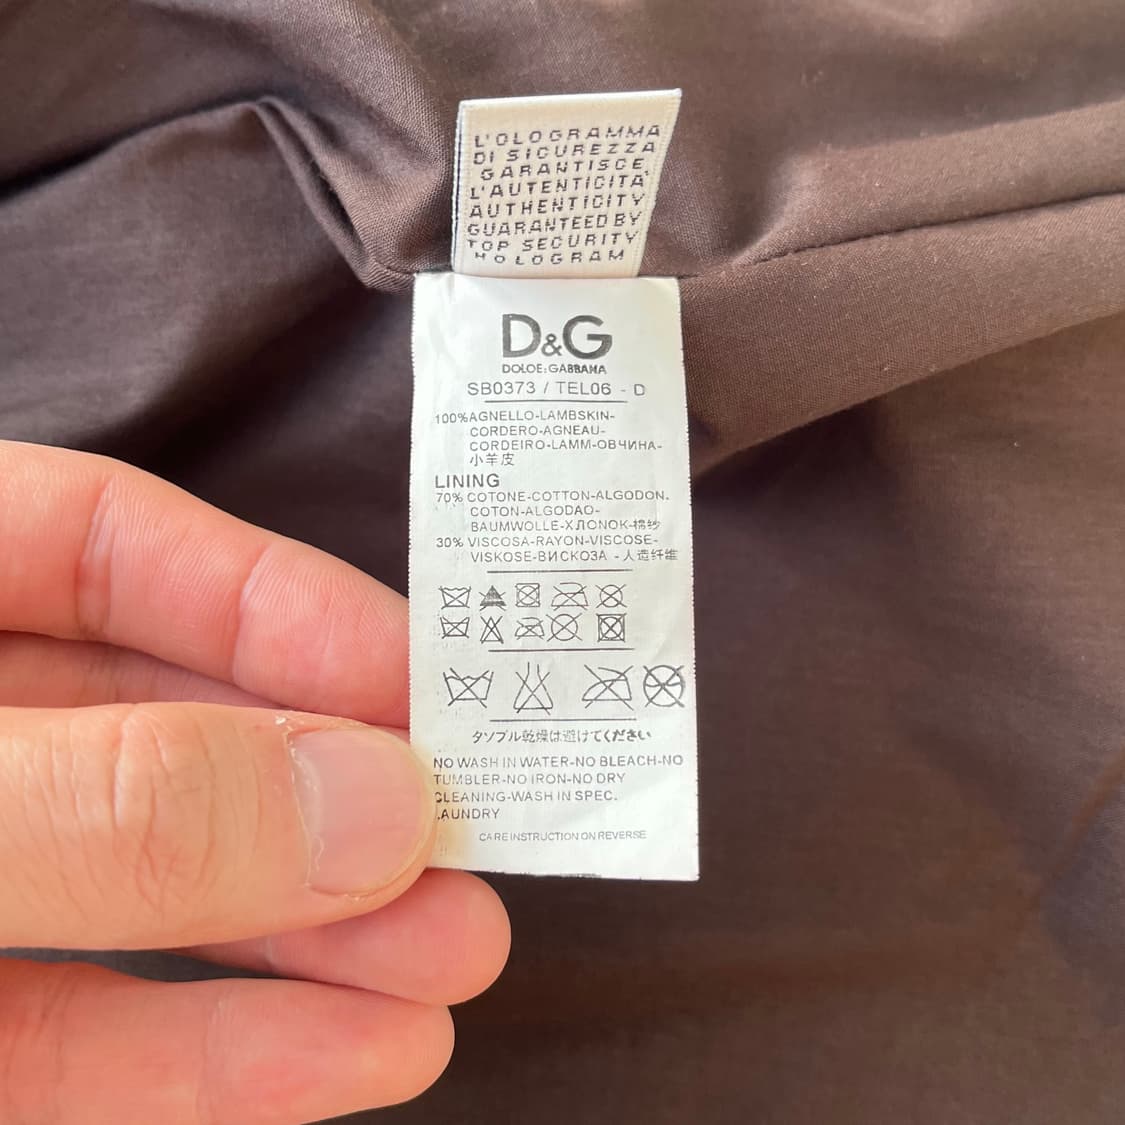 L'OLOGRAMMA
DI SICUREZZA
GARANTISCE
L'AUTENTICITA'
AUTHENTICITY
GUARANTEED BY
TOP SECURITY
HOLOGRAM
D&G
DOLOE:GABBANA
SB0373 / TEL06 - D
100%AGNELLO-LAMBSKIN-
CORDERO-AGNEAU-
CORDEIRO-LAMM-ОВЧИНА-
小羊皮
LINING
70% COTONE-COTTON-ALGODON.
COTON-ALGODAO-
BAUMWOLLE-ХЛОNOK-棉纱
30% VISCOSA-RAYON-VISCOSE-
VISKOSE-ВИСКОЗА -人造纤维
タソブル乾燥は避けてください
NO WASH IN WATER-NO BLEACH-NO
TUMBLER-NO IRON-NO DRY
CLEANING-WASH IN SPEC.
LAUNDRY
CARE INSTRUCTION ON REVERSE